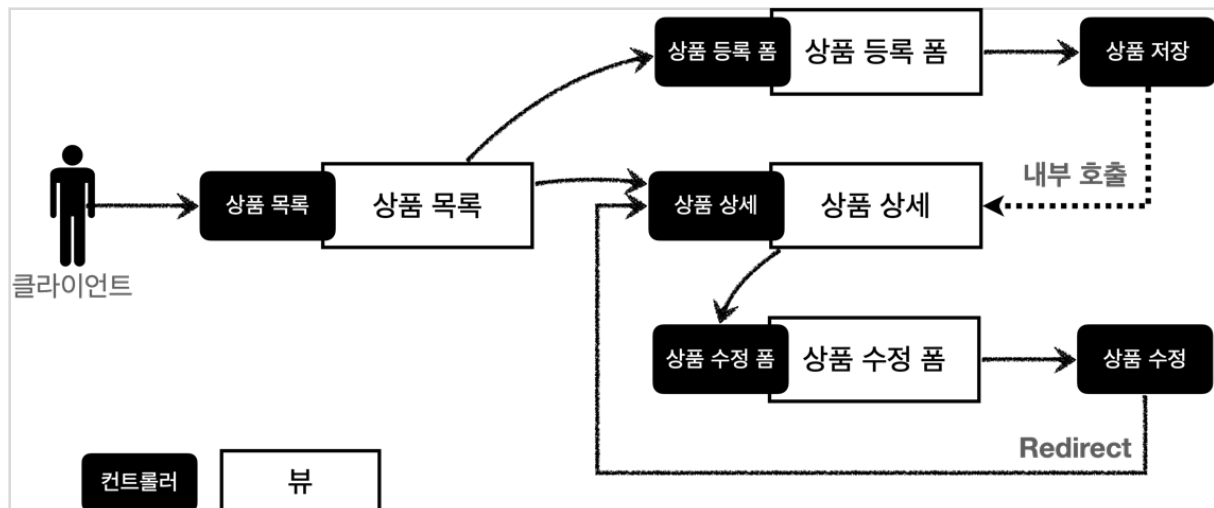 상품 등록 폼
상품 등록 폼
상품 저장
내부 호출
상품 목록
상품 목록
상품 상세
상품 상세
클라이언트
상품 수정 폼
상품 수정 폼
상품 수정
Redirect
컨트롤러
뷰